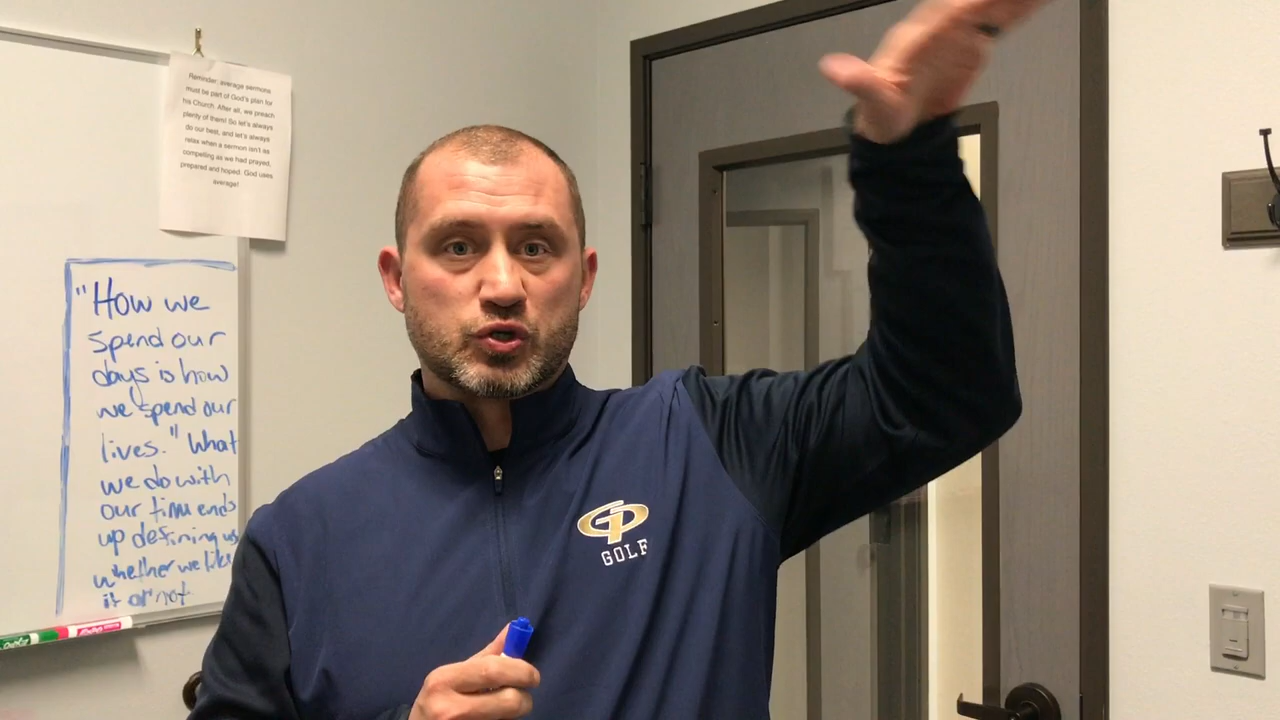 Reminder: average sermons
must be part of God's plan for
his Church. After all, we preach
plenty of them! So let's always
do our best, and let's always
relax when a sermon isn't as
compelling as we had prayed,
prepared and hoped. God uses
average!
"How we
spend our
days is how
we spend our
lives." What
we do with
our time ends
up defining us
whether we like
it or not.
GP
GOLF